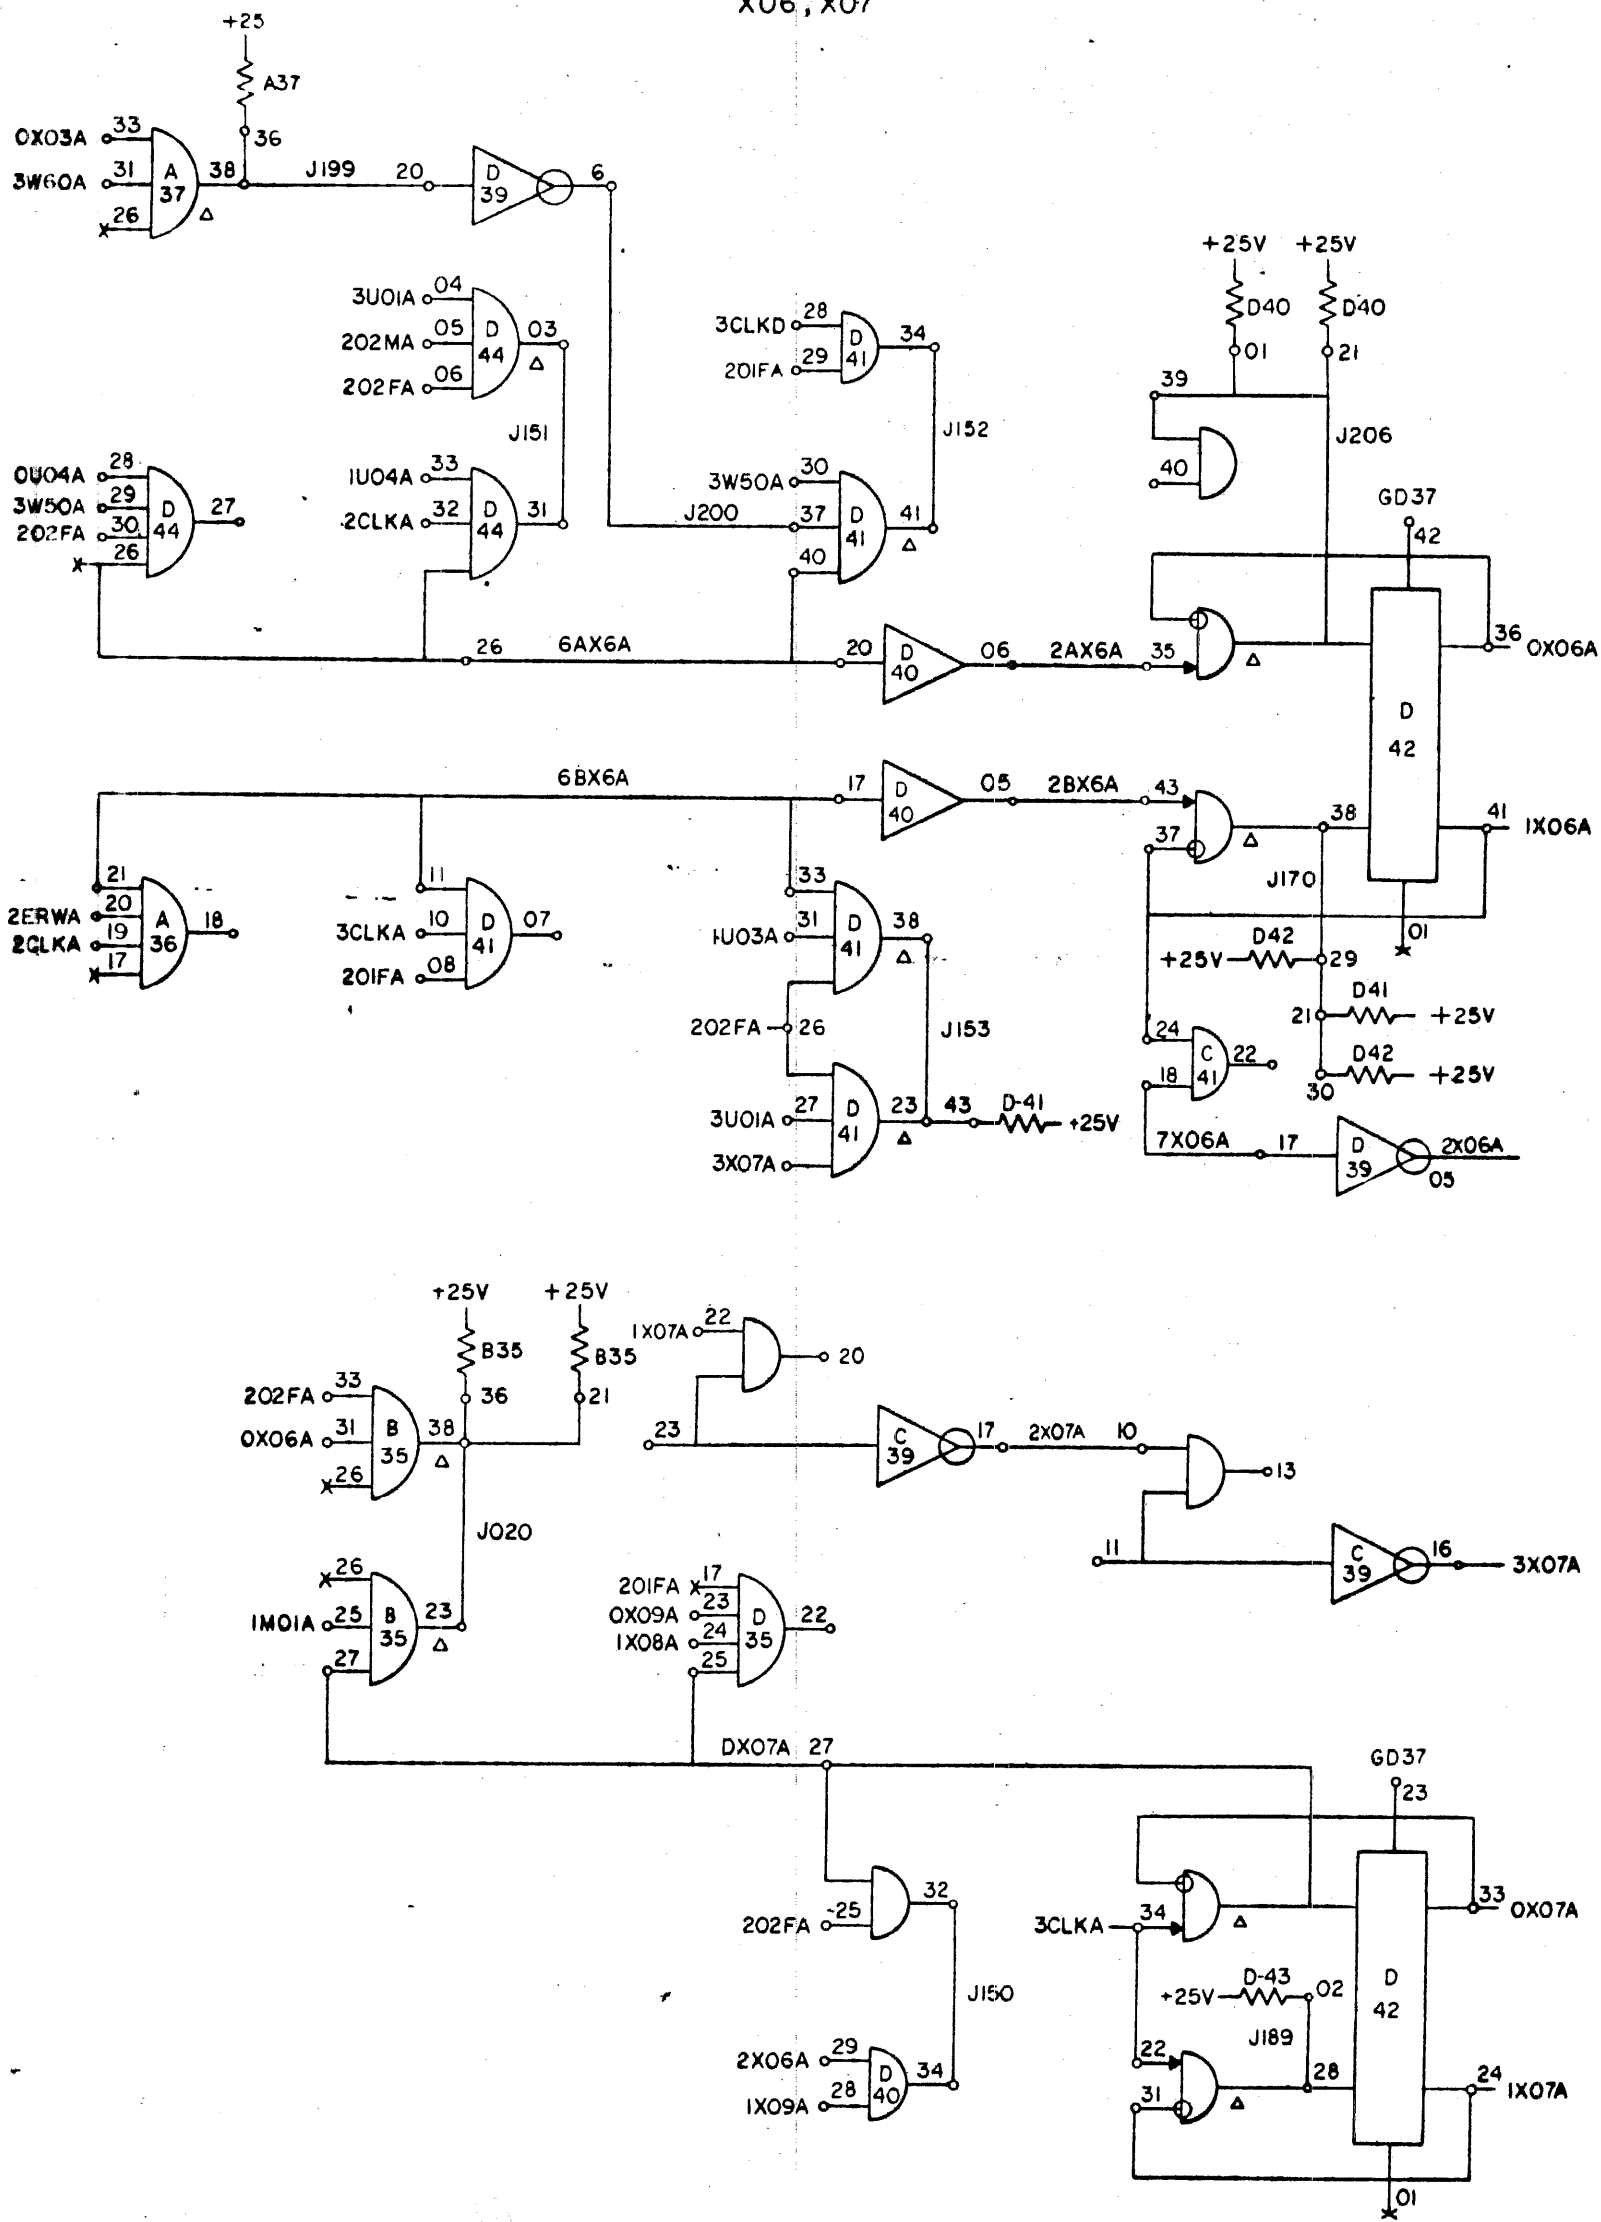 X06, X07
+25
A37
36
0X03A 33
3W60A 31
26
A
37
38
J199
20
D
39
6
3U01A 04
202MA 05
202FA 06
D
44
03
J151
3CLKD 28
201FA 29
D
41
34
J152
+25V +25V
D40 D40
01 21
39
40
J206
0U04A 28
3W50A 29
202FA 30
26
D
44
27
1U04A 33
2CLKA 32
D
44
31
3W50A 30
J200 37
40
D
41
41
GD37
42
26
6AX6A
20
D
40
06
2AX6A
35
36
0X06A
D
42
6BX6A
17
D
40
05
2BX6A
43
37
38
41
1X06A
J170
01
21
2ERWA 20
2CLKA 19
17
A
36
18
11
3CLKA 10
201FA 08
D
41
07
33
1U03A 31
D
41
38
202FA 26
J153
3U01A 27
3X07A
D
41
23
43
D-41
+25V
D42
+25V 29
D41
21 +25V
D42
30 +25V
24
18
C
41
22
7X06A 17
D
39
2X06A
05
+25V +25V
B35 B35
36 21
202FA 33
0X06A 31
26
B
35
38
J020
1X07A 22
20
23
C
39
17
2X07A
10
13
11
C
39
16
3X07A
26
1M01A 25
27
B
35
23
201FA 17
0X09A 23
1X08A 24
25
D
35
22
DX07A 27
GD37
23
202FA 25
32
J150
2X06A 29
1X09A 28
D
40
34
3CLKA 34
33
0X07A
D-43
+25V 02
J189
22
31
28
D
42
24
1X07A
01